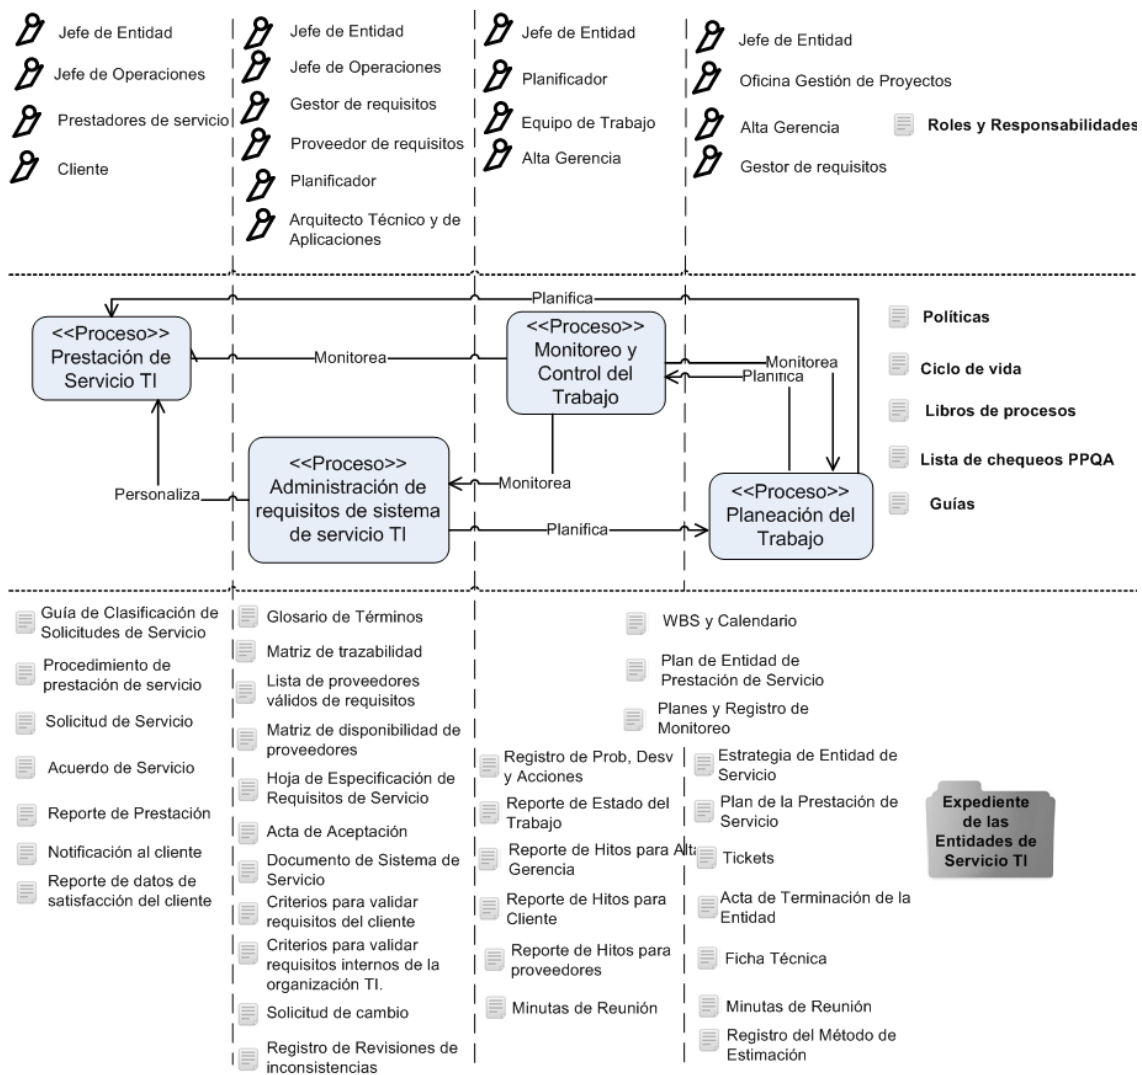 Jefe de Entidad
Jefe de Operaciones
Prestadores de servicio
Cliente
Jefe de Entidad
Jefe de Operaciones
Gestor de requisitos
Proveedor de requisitos
Planificador
Arquitecto Técnico y de
Aplicaciones
Jefe de Entidad
Planificador
Equipo de Trabajo
Alta Gerencia
Jefe de Entidad
Oficina Gestión de Proyectos
Alta Gerencia
Gestor de requisitos
Roles y Responsabilidades
Planifica
<<Proceso>>
Prestación de
Servicio TI
Monitorea
<<Proceso>>
Monitoreo y
Control del
Trabajo
Monitorea
Planifica
<<Proceso>>
Administración de
requisitos de sistema
de servicio TI
Personaliza
Monitorea
Planifica
<<Proceso>>
Planeación del
Trabajo
Políticas
Ciclo de vida
Libros de procesos
Lista de chequeos PPQA
Guías
Guía de Clasificación de
Solicitudes de Servicio
Procedimiento de
prestación de servicio
Solicitud de Servicio
Acuerdo de Servicio
Reporte de Prestación
Notificación al cliente
Reporte de datos de
satisfacción del cliente
Glosario de Términos
Matriz de trazabilidad
Lista de proveedores
válidos de requisitos
Matriz de disponibilidad de
proveedores
Hoja de Especificación de
Requisitos de Servicio
Acta de Aceptación
Documento de Sistema de
Servicio
Criterios para validar
requisitos del cliente
Criterios para validar
requisitos internos de la
organización TI.
Solicitud de cambio
Registro de Revisiones de
inconsistencias
WBS y Calendario
Plan de Entidad de
Prestación de Servicio
Planes y Registro de
Monitoreo
Registro de Prob, Desv
y Acciones
Reporte de Estado del
Trabajo
Reporte de Hitos para Alta
Gerencia
Reporte de Hitos para
Cliente
Reporte de Hitos para
proveedores
Minutas de Reunión
Estrategia de Entidad de
Servicio
Plan de la Prestación de
Servicio
Tickets
Acta de Terminación de la
Entidad
Ficha Técnica
Minutas de Reunión
Registro del Método de
Estimación
Expediente
de las
Entidades de
Servicio TI